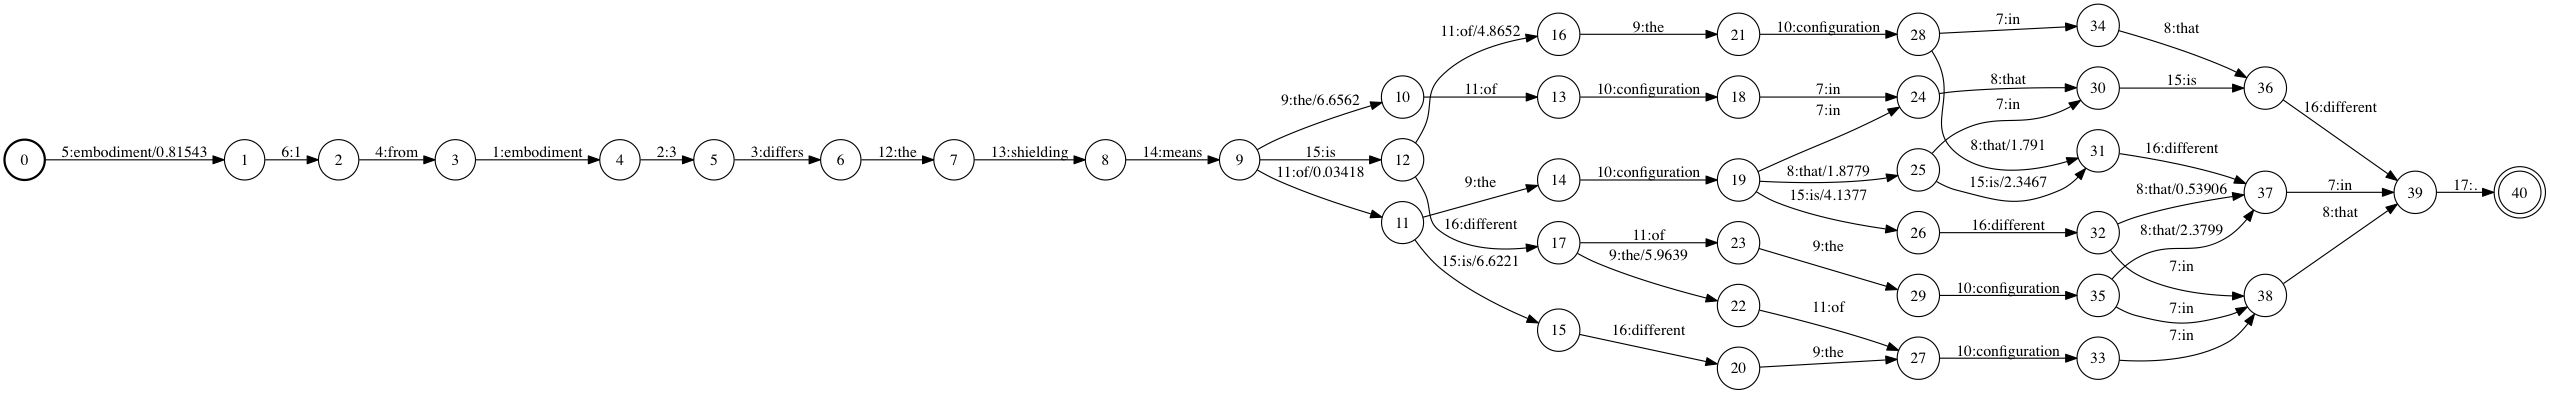 0
5:embodiment/0.81543
1
6:1
2
4:from
3
1:embodiment
4
2:3
5
3:differs
6
12:the
7
13:shielding
8
14:means
9
9:the/6.6562
15:is
11:of/0.03418
10
12
11
11:of/4.8652
11:of
9:the
16:different
15:is/6.6221
16
13
14
17
15
9:the
10:configuration
10:configuration
11:of
9:the/5.9639
16:different
21
18
19
23
22
20
10:configuration
7:in
7:in
8:that/1.8779
15:is/4.1377
9:the
11:of
9:the
28
24
25
26
29
27
7:in
8:that
7:in
8:that/1.791
15:is/2.3467
16:different
10:configuration
10:configuration
34
30
31
32
35
33
8:that
15:is
16:different
8:that/0.53906
8:that/2.3799
7:in
7:in
7:in
36
37
38
16:different
7:in
8:that
39
17:.
40